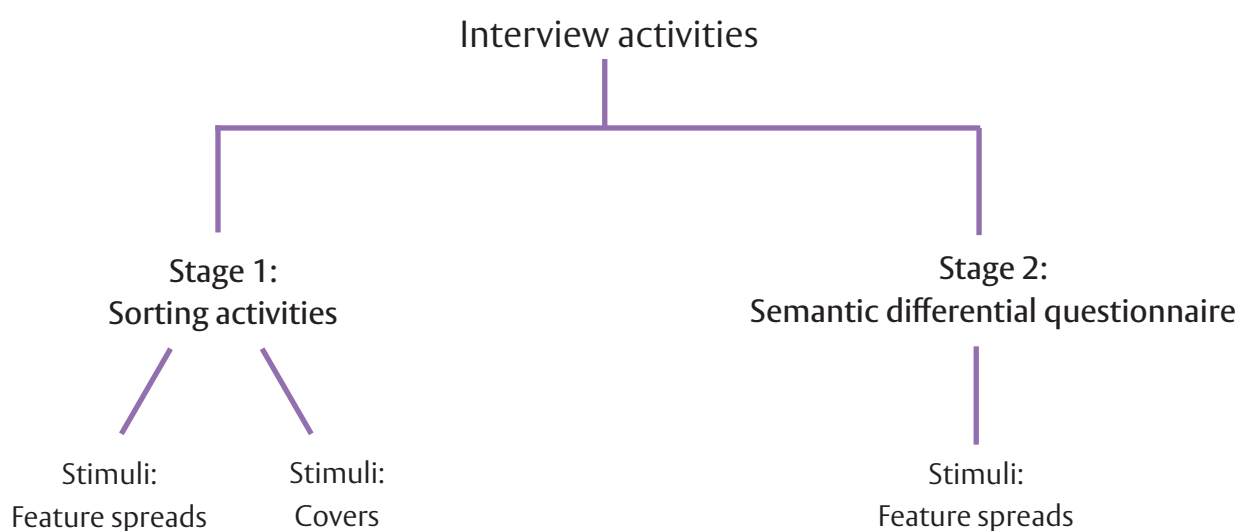 Interview activities
Stage 1:
Sorting activities
Stage 2:
Semantic differential questionnaire
Stimuli:
Feature spreads
Stimuli:
Covers
Stimuli:
Feature spreads